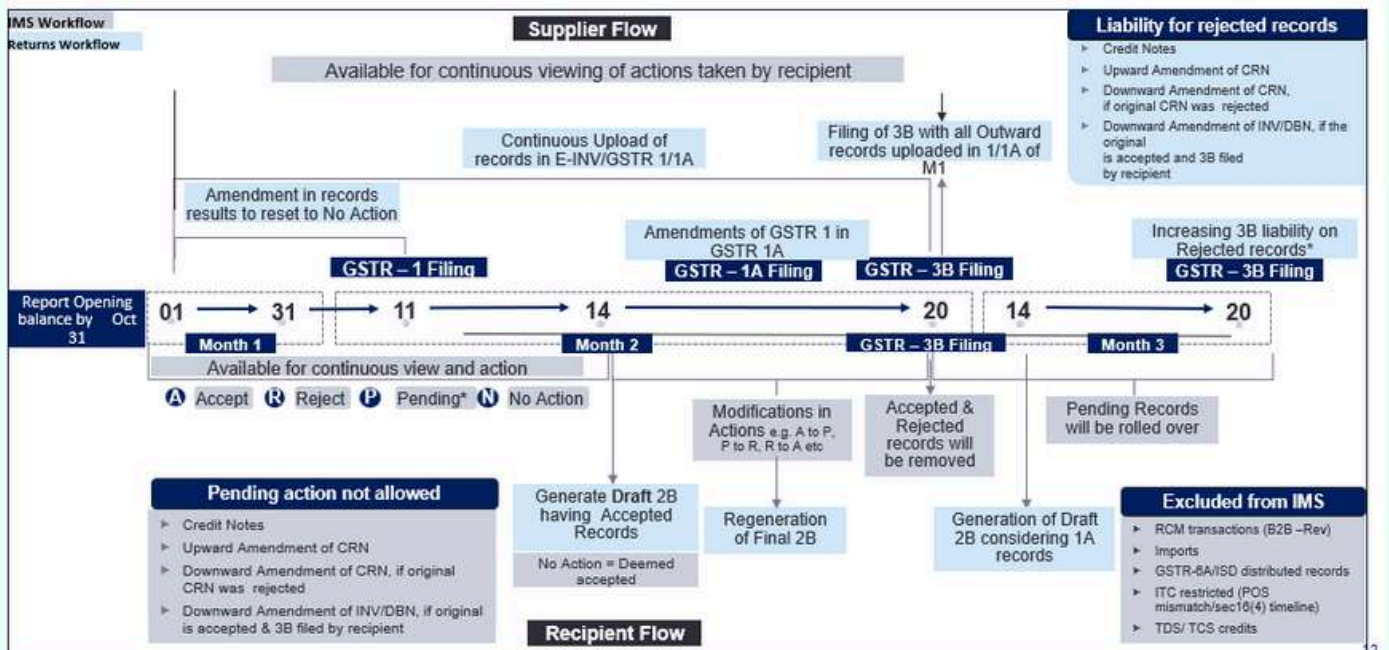 IMS Workflow
Returns Workflow
Supplier Flow
Available for continuous viewing of actions taken by recipient
Liability for rejected records
Credit Notes
Upward Amendment of CRN
Downward Amendment of CRN,
if original CRN was rejected
Downward Amendment of INV/DBN, if the
original
is accepted and 3B filed
by recipient
Continuous Upload of
records in E-INV/GSTR 1/1A
Filing of 3B with all Outward
records uploaded in 1/1A of
M1
Amendment in records
results to reset to No Action
Amendments of GSTR 1 in
GSTR 1A
Increasing 3B liability on
Rejected records*
GSTR – 1 Filing
GSTR – 1A Filing
GSTR – 3B Filing
GSTR – 3B Filing
Report Opening
balance by Oct
31
01
31
11
14
20
14
20
Month 1
Month 2
GSTR – 3B Filing
Month 3
Available for continuous view and action
A Accept R Reject P Pending* N No Action
Modifications in
Actions e.g. A to P,
P to R, R to A etc
Accepted &
Rejected
records will
be removed
Pending Records
will be rolled over
Pending action not allowed
Credit Notes
Upward Amendment of CRN
Downward Amendment of CRN, if original
CRN was rejected
Downward Amendment of INV/DBN, if original
is accepted & 3B filed by recipient
Generate Draft 2B
having Accepted
Records
No Action = Deemed
accepted
Regeneration
of Final 2B
Generation of Draft
2B considering 1A
records
Excluded from IMS
RCM transactions (B2B –Rev)
Imports
GSTR-6A/ISD distributed records
ITC restricted (POS
mismatch/sec16(4) timeline)
TDS/ TCS credits
Recipient Flow